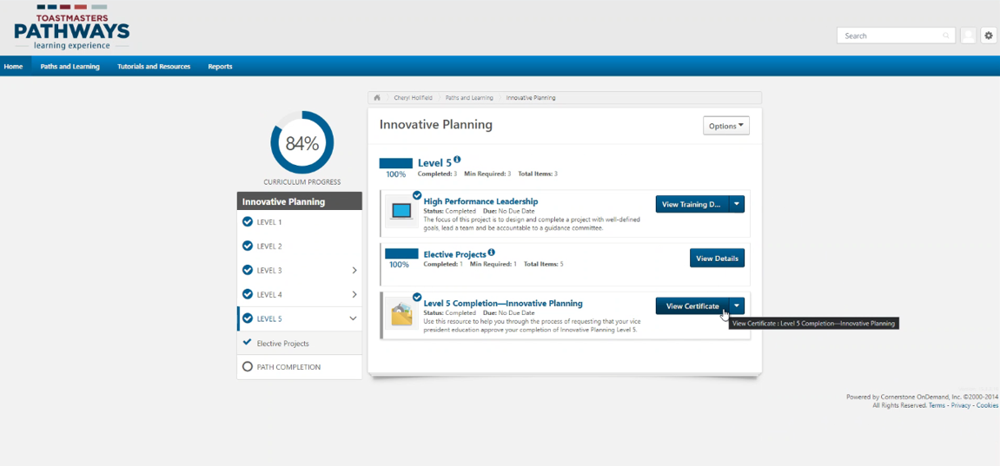 TOASTMASTERS
PATHWAYS
learning experience
Search
Home Paths and Learning Tutorials and Resources Reports
Cheryl Hollfield Paths and Learning Innovative Planning
84%
CURRICULUM PROGRESS
Innovative Planning
LEVEL 1
LEVEL 2
LEVEL 3
LEVEL 4
LEVEL 5
Elective Projects
PATH COMPLETION
Innovative Planning
Options
Level 5
100% Completed: 3 Min Required: 3 Total Items: 3
High Performance Leadership
Status: Completed Due: No Due Date
The focus of this project is to design and complete a project with well-defined
goals, lead a team and be accountable to a guidance committee.
View Training D...
Elective Projects
100% Completed: 1 Min Required: 1 Total Items: 5
View Details
Level 5 Completion—Innovative Planning
Status: Completed Due: No Due Date
Use this resource to help you through the process of requesting that your vice
president education approve your completion of Innovative Planning Level 5.
View Certificate
View Certificate : Level 5 Completion—Innovative Planning
Powered by Cornerstone OnDemand, Inc. ©2000-2014
All Rights Reserved. Terms - Privacy - Cookies